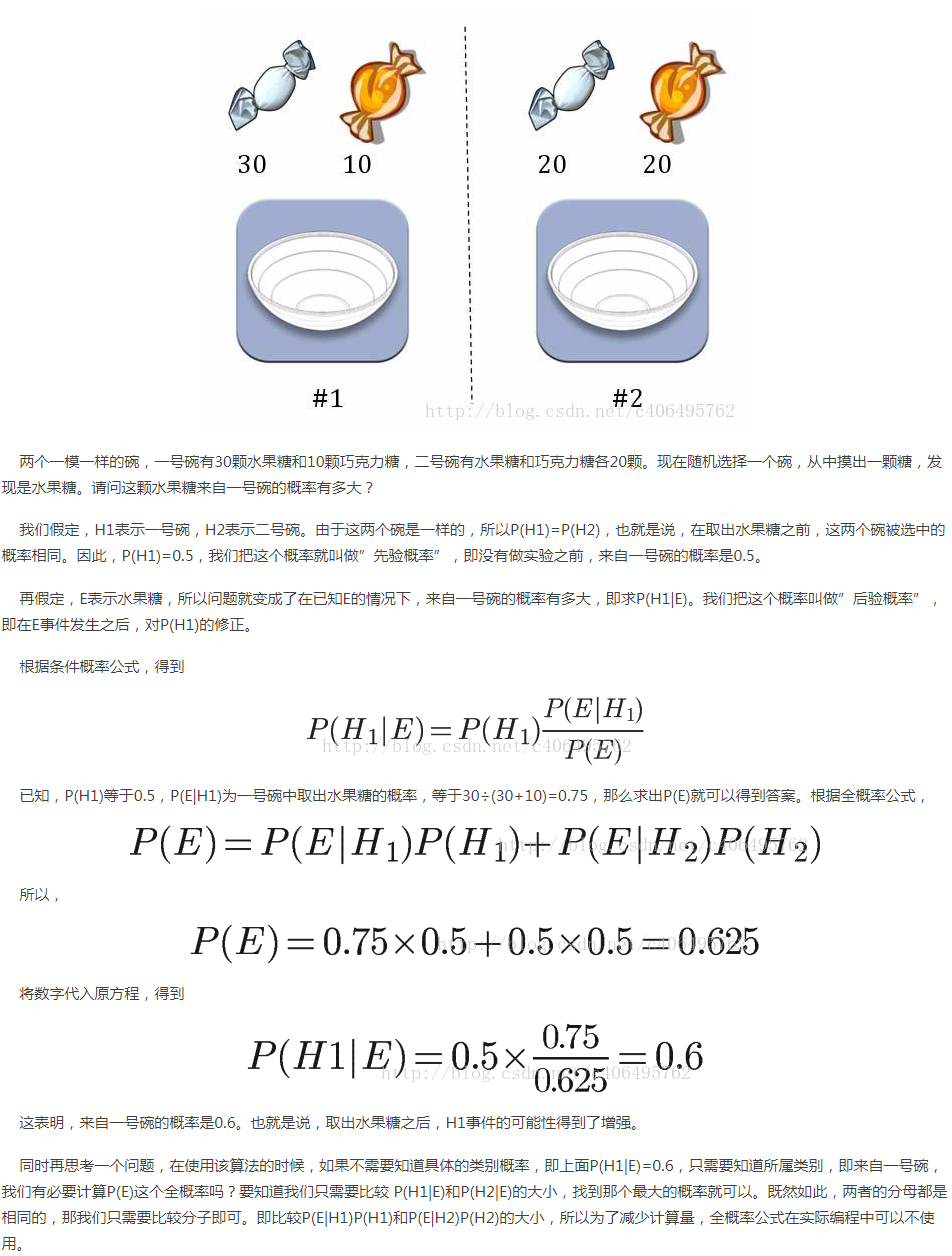 30 10 20 20
#1 #2
http://blog.csdn.net/c406495762
两个一模一样的碗，一号碗有30颗水果糖和10颗巧克力糖，二号碗有水果糖和巧克力糖各20颗。现在随机选择一个碗，从中摸出一颗糖，发
现是水果糖。请问这颗水果糖来自一号碗的概率有多大？
我们假定，H1表示一号碗，H2表示二号碗。由于这两个碗是一样的，所以P(H1)=P(H2)，也就是说，在取出水果糖之前，这两个碗被选中的
概率相同。因此，P(H1)=0.5，我们把这个概率就叫做”先验概率”，即没有做实验之前，来自一号碗的概率是0.5。
再假定，E表示水果糖，所以问题就变成了在已知E的情况下，来自一号碗的概率有多大，即求P(H1|E)。我们把这个概率叫做”后验概率”，
即在E事件发生之后，对P(H1)的修正。
根据条件概率公式，得到
P(H₁|E) = P(H₁) P(E|H₁) / P(E)
http://blog.csdn.net/c406495762
已知，P(H1)等于0.5，P(E|H1)为一号碗中取出水果糖的概率，等于30÷(30+10)=0.75，那么求出P(E)就可以得到答案。根据全概率公式，
P(E) = P(E|H₁)P(H₁) + P(E|H₂)P(H₂)
http://blog.csdn.net/c406495762
所以，
P(E) = 0.75×0.5 + 0.5×0.5 = 0.625
http://blog.csdn.net/c406495762
将数字代入原方程，得到
P(H1|E) = 0.5 × 0.75 / 0.625 = 0.6
http://blog.csdn.net/c406495762
这表明，来自一号碗的概率是0.6。也就是说，取出水果糖之后，H1事件的可能性得到了增强。
同时再思考一个问题，在使用该算法的时候，如果不需要知道具体的类别概率，即上面P(H1|E)=0.6，只需要知道所属类别，即来自一号碗，
我们有必要计算P(E)这个全概率吗？要知道我们只需要比较 P(H1|E)和P(H2|E)的大小，找到那个最大的概率就可以。既然如此，两者的分母都是
相同的，那我们只需要比较分子即可。即比较P(E|H1)P(H1)和P(E|H2)P(H2)的大小，所以为了减少计算量，全概率公式在实际编程中可以不使
用。